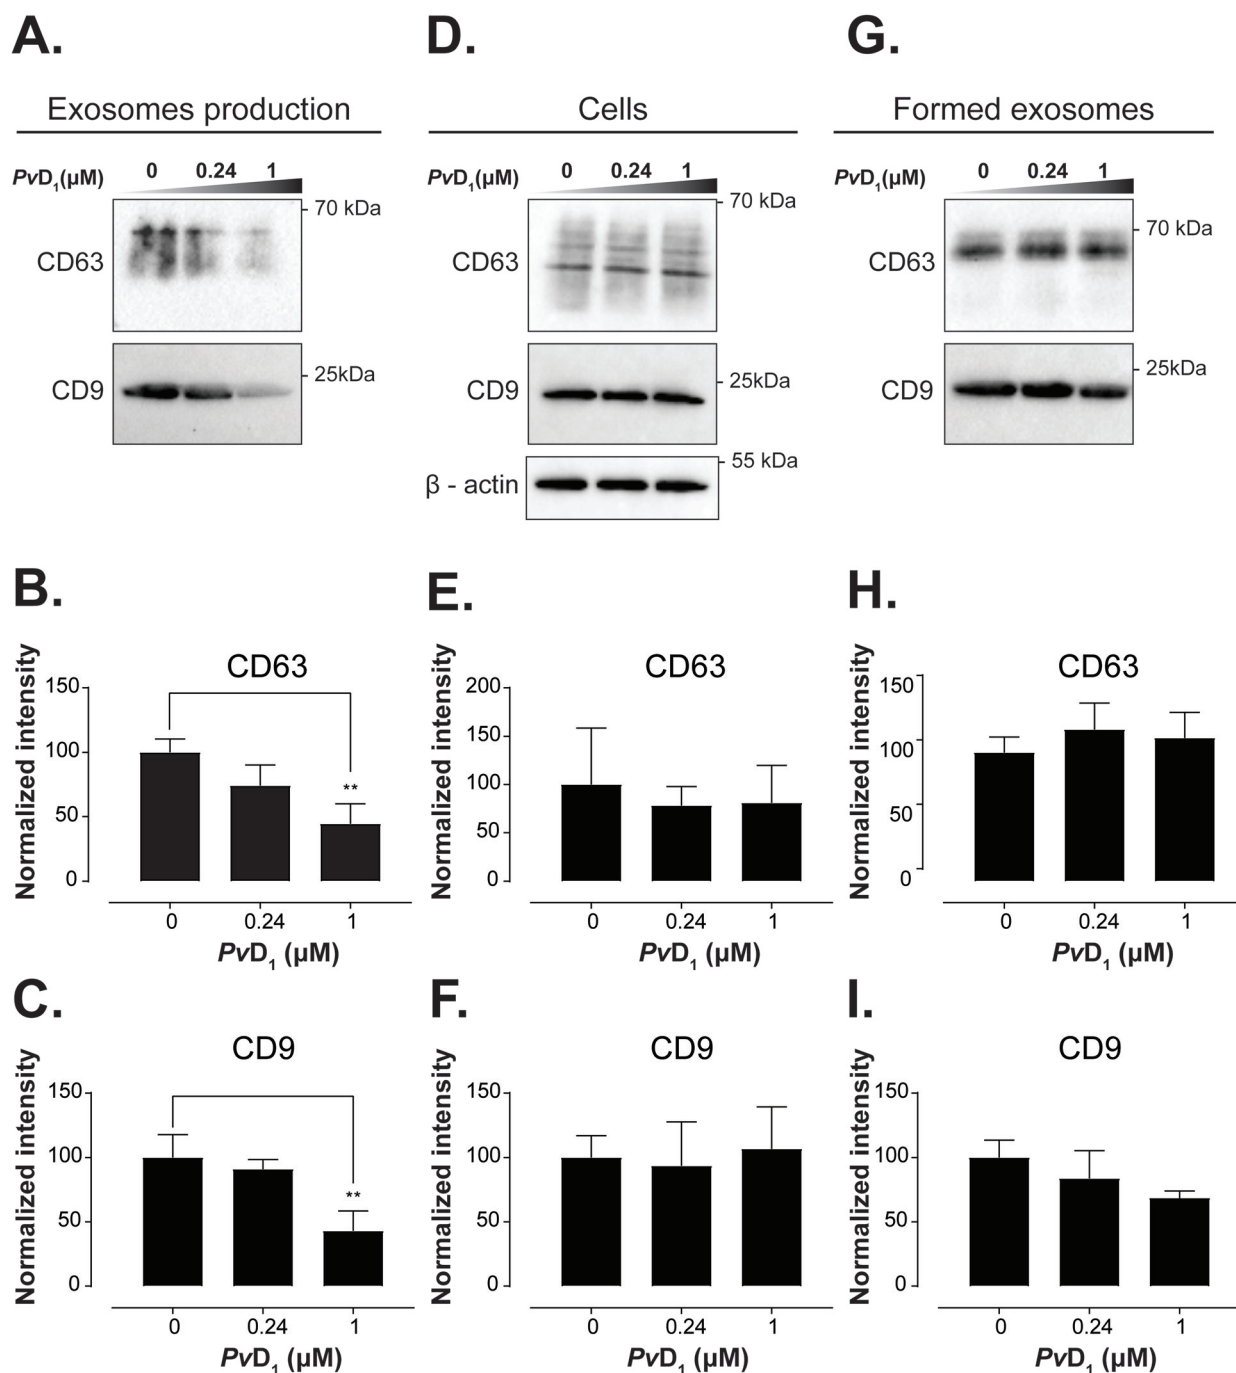 A.
Exosomes production
PvD₁(µM) 0 0.24 1
70 kDa
CD63
25kDa
CD9
D.
Cells
PvD₁(µM) 0 0.24 1
70 kDa
CD63
25kDa
CD9
55 kDa
β - actin
G.
Formed exosomes
PvD₁(µM) 0 0.24 1
70 kDa
CD63
25kDa
CD9
B.
CD63
Normalized intensity
150
100
50
0
**
0 0.24 1
PvD₁ (µM)
E.
CD63
Normalized intensity
200
150
100
50
0
0 0.24 1
PvD₁ (µM)
H.
CD63
Normalized intensity
150
100
50
0
0 0.24 1
PvD₁ (µM)
C.
CD9
Normalized intensity
150
100
50
0
**
0 0.24 1
PvD₁ (µM)
F.
CD9
Normalized intensity
150
100
50
0
0 0.24 1
PvD₁ (µM)
I.
CD9
Normalized intensity
150
100
50
0
0 0.24 1
PvD₁ (µM)